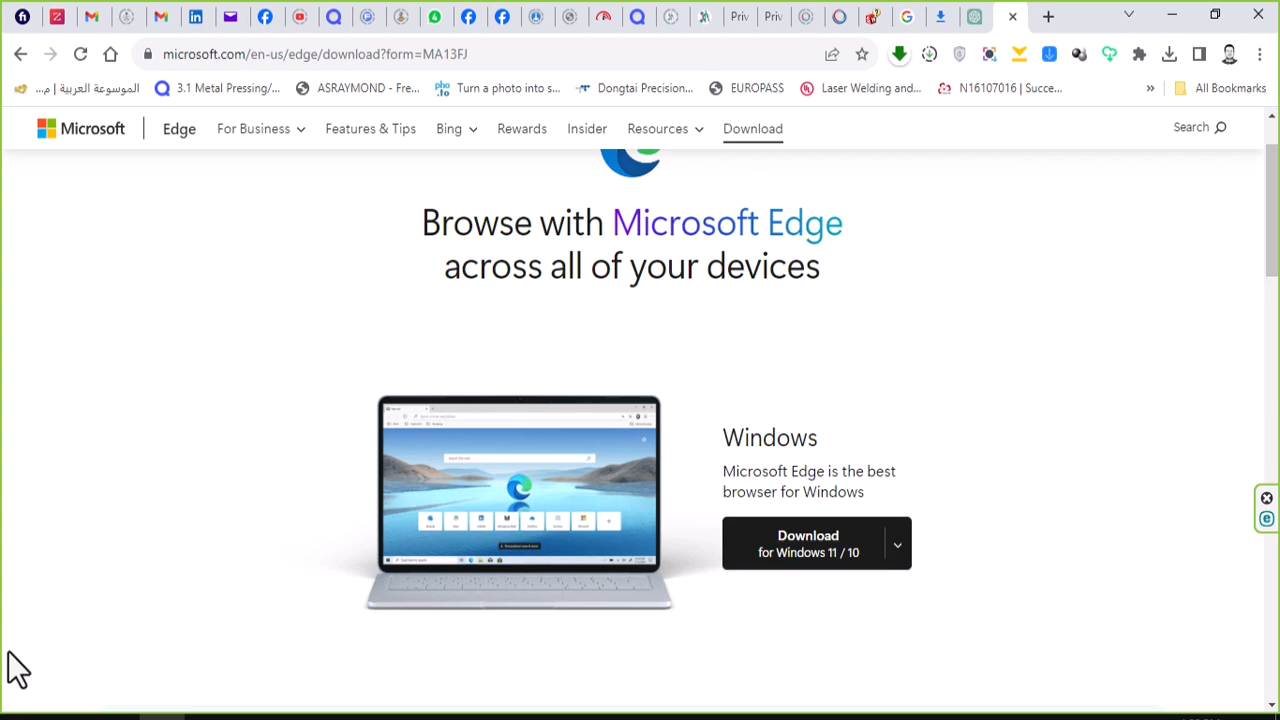 Priv
Priv
microsoft.com/en-us/edge/download?form=MA13FJ
الموسوعة العربية | م...
3.1 Metal Pressing/...
ASRAYMOND - Fre...
Turn a photo into s...
Dongtai Precision...
EUROPASS
Laser Welding and...
N16107016 | Succe...
»
All Bookmarks
Microsoft
Edge
For Business
Features & Tips
Bing
Rewards
Insider
Resources
Download
Search
Browse with Microsoft Edge
across all of your devices
Windows
Microsoft Edge is the best
browser for Windows
Download
for Windows 11 / 10